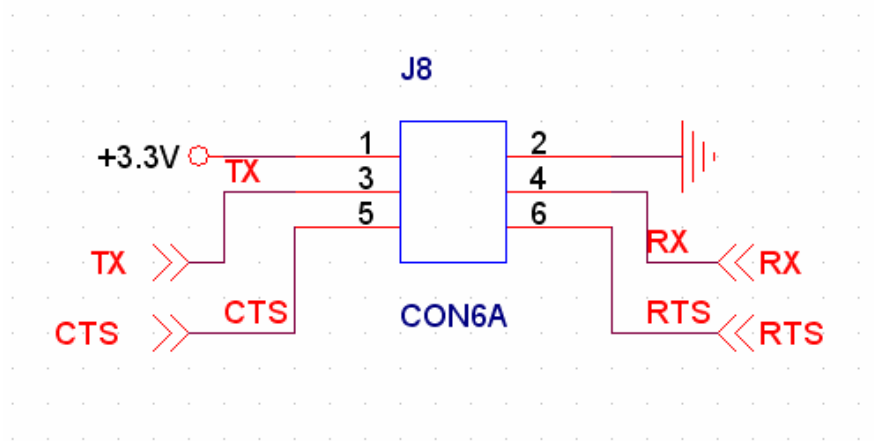 J8
+3.3V 1 2
TX 3 4
5 6
TX RX RX
CTS CTS RTS RTS
CON6A